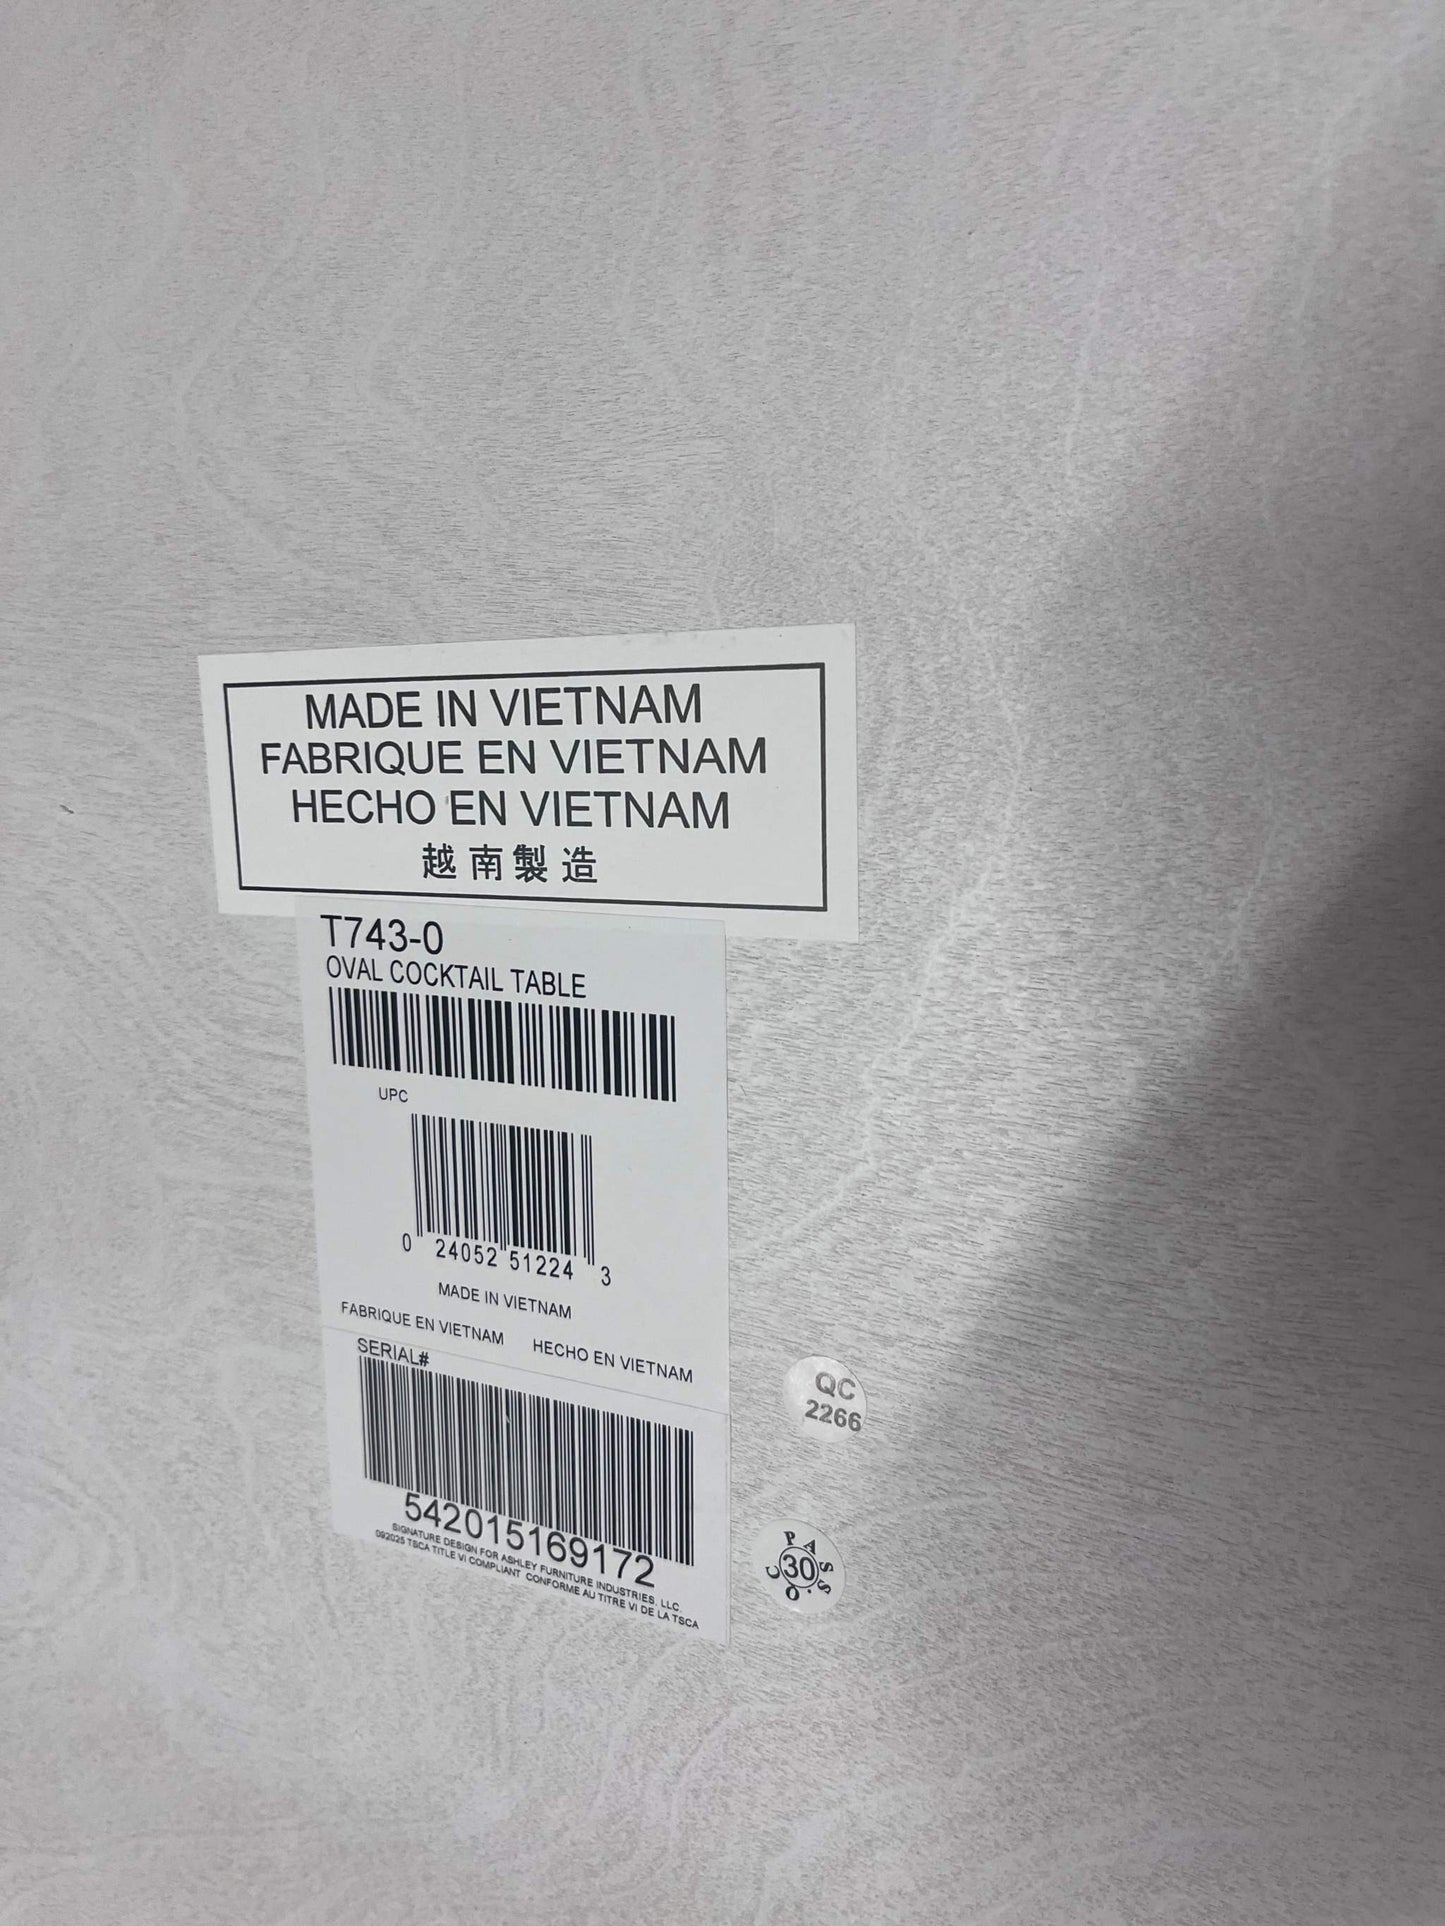 MADE IN VIETNAM
FABRIQUE EN VIETNAM
HECHO EN VIETNAM
越南製造
T743-0
OVAL COCKTAIL TABLE
UPC
0 24052 51224 3
MADE IN VIETNAM
FABRIQUE EN VIETNAM HECHO EN VIETNAM
SERIAL#
542015169172
SIGNATURE DESIGN FOR ASHLEY FURNITURE INDUSTRIES, LLC.
092025 TSCA TITLE VI COMPLIANT CONFORME AU TITRE VI DE LA TSCA
QC
2266
PASS
30
Q.C